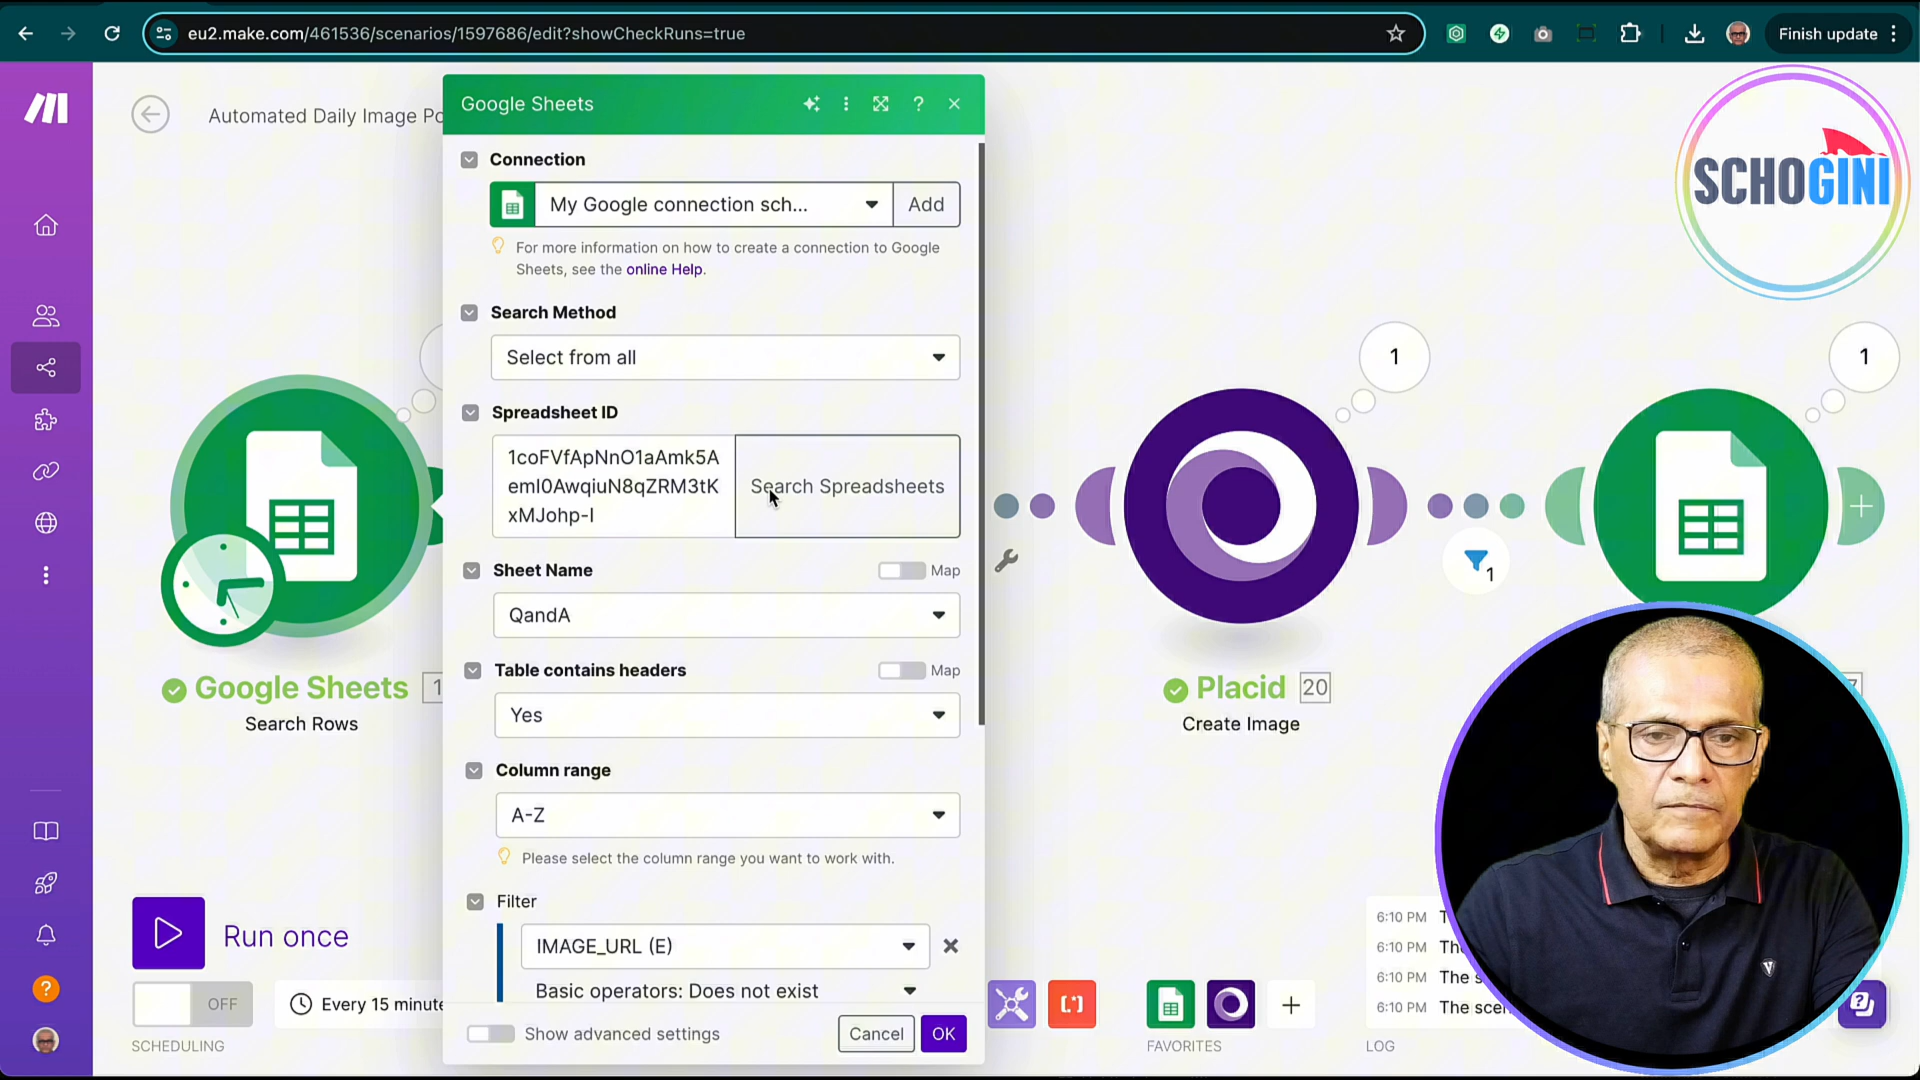 eu2.make.com/461536/scenarios/1597686/edit?showCheckRuns=true
Finish update
Automated Daily Image Po
Google Sheets
?
SCHOGINI
Connection
My Google connection sch...
Add
For more information on how to create a connection to Google
Sheets, see the online Help.
Search Method
Select from all
Spreadsheet ID
1coFVfApNnO1aAmk5A
eml0AwqiuN8qZRM3tK
xMJohp-I
Search Spreadsheets
Sheet Name
Map
QandA
Table contains headers
Map
Yes
Column range
A-Z
Please select the column range you want to work with.
Filter
IMAGE_URL (E)
Basic operators: Does not exist
Show advanced settings
Cancel
OK
Google Sheets
1
Search Rows
1
Placid
20
Create Image
1
1
7
Run once
OFF
Every 15 minute
SCHEDULING
FAVORITES
6:10 PM
6:10 PM
6:10 PM
6:10 PM The
LOG